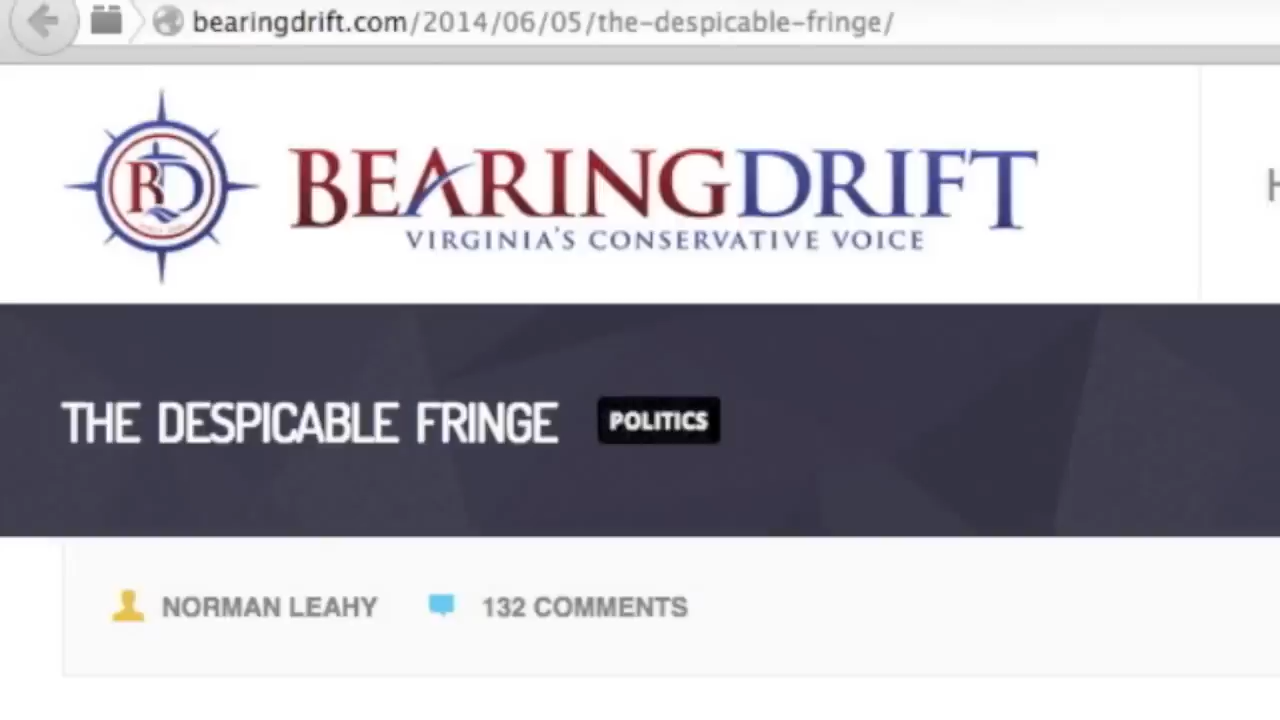 bearingdrift.com/2014/06/05/the-despicable-fringe/
BD
BEARINGDRIFT
VIRGINIA'S CONSERVATIVE VOICE
THE DESPICABLE FRINGE POLITICS
NORMAN LEAHY 132 COMMENTS